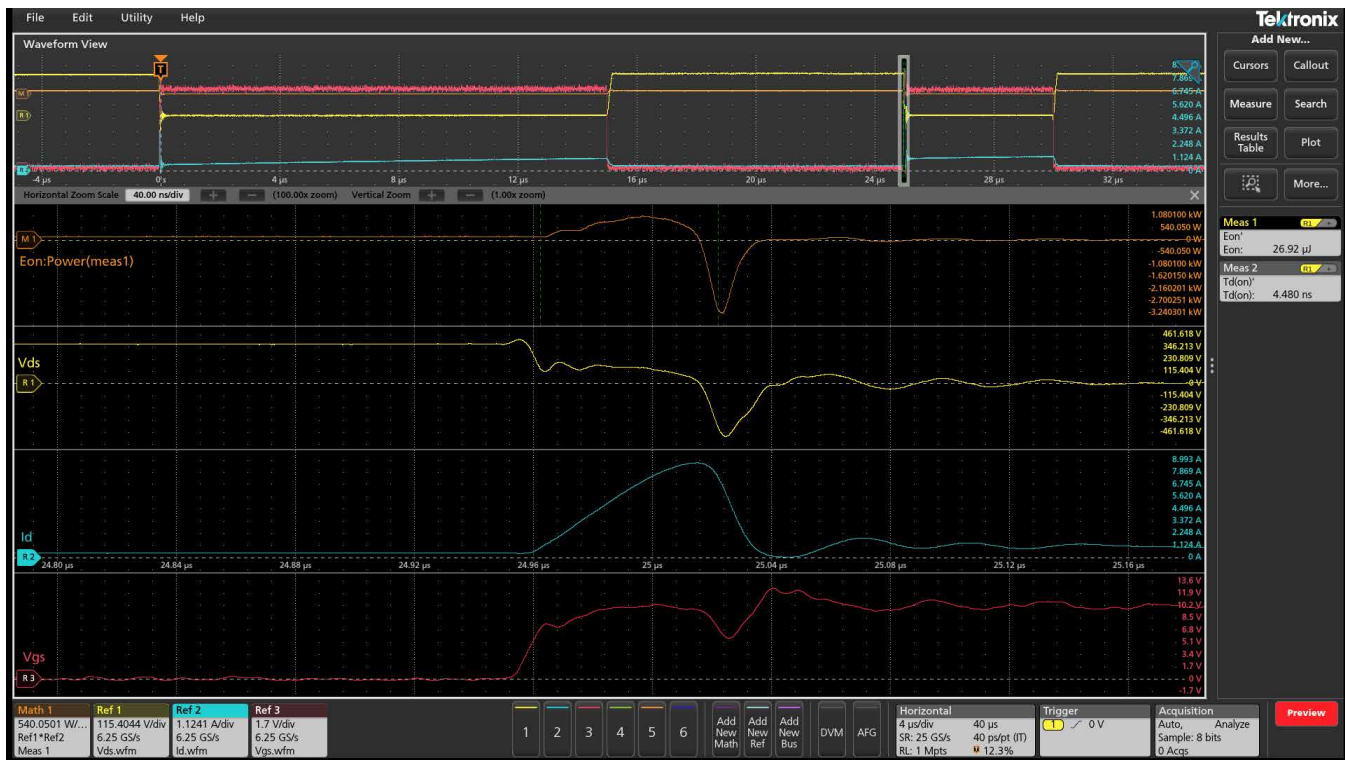 File Edit Utility Help
Tektronix
Waveform View
Add New...
T
Cursors Callout
7.869 A
M 1
6.745 A
5.620 A
Measure Search
R 1
4.496 A
3.372 A
Results Table Plot
2.248 A
1.124 A
-4 µs 0 s 4 µs 8 µs 12 µs 16 µs 20 µs 24 µs 28 µs 32 µs
More...
Horizontal Zoom Scale 40.00 ns/div + − (100.00x zoom) Vertical Zoom + − (1.00x zoom)
1.080100 kW
Meas 1 R1
540.050 W
Eon'
M 1
0 W
Eon: 26.92 µJ
-540.050 W
Eon:Power(meas1)
-1.080100 kW
Meas 2 R1
-1.620150 kW
Td(on)'
-2.160201 kW
Td(on): 4.480 ns
-2.700251 kW
-3.240301 kW
461.618 V
346.213 V
Vds
230.809 V
115.404 V
R 1
0 V
-115.404 V
-230.809 V
-346.213 V
-461.618 V
8.993 A
7.869 A
6.745 A
5.620 A
4.496 A
3.372 A
Id
2.248 A
1.124 A
R 2
0 A
24.80 µs 24.84 µs 24.88 µs 24.92 µs 24.96 µs 25 µs 25.04 µs 25.08 µs 25.12 µs 25.16 µs
13.6 V
11.9 V
10.2 V
8.5 V
6.8 V
5.1 V
Vgs
3.4 V
1.7 V
R 3
0 V
-1.7 V
Math 1 Ref 1 Ref 2 Ref 3
540.0501 W/... 115.4044 V/div 1.1241 A/div 1.7 V/div
Ref1*Ref2 6.25 GS/s 6.25 GS/s 6.25 GS/s
Meas 1 Vds.wfm Id.wfm Vgs.wfm
1 2 3 4 5 6
Add New Math
Add New Ref
Add New Bus
DVM AFG
Horizontal
4 µs/div 40 µs
SR: 25 GS/s 40 ps/pt (IT)
RL: 1 Mpts 12.3%
Trigger
1 0 V
Acquisition
Auto, Analyze
Sample: 8 bits
0 Acqs
Preview